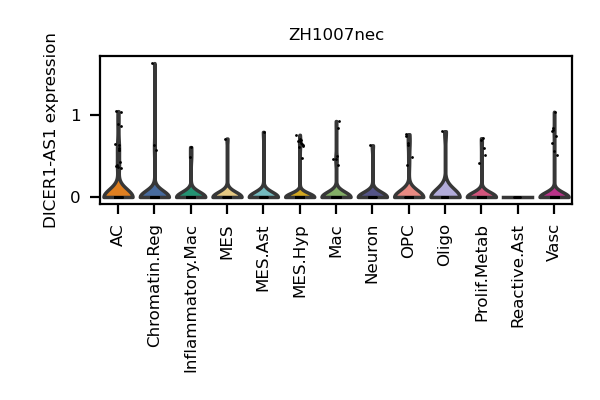 ZH1007nec
DICER1-AS1 expression
1
0
AC
Chromatin.Reg
Inflammatory.Mac
MES
MES.Ast
MES.Hyp
Mac
Neuron
OPC
Oligo
Prolif.Metab
Reactive.Ast
Vasc